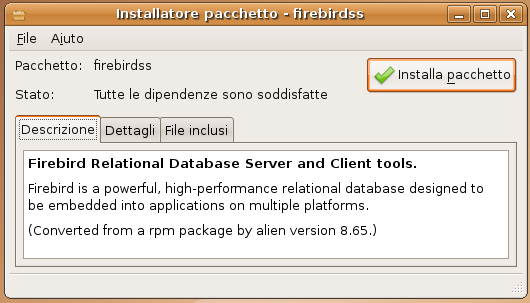 Installatore pacchetto - firebirdss
File Aiuto
Pacchetto: firebirdss
Installa pacchetto
Stato: Tutte le dipendenze sono soddisfatte
Descrizione Dettagli File inclusi
Firebird Relational Database Server and Client tools.
Firebird is a powerful, high-performance relational database designed to
be embedded into applications on multiple platforms.
(Converted from a rpm package by alien version 8.65.)